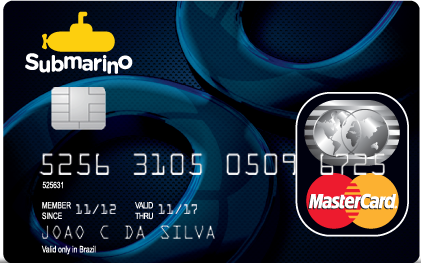 Submarino
5256 3105 0509 6725
525631
MasterCard
MEMBER SINCE 11/12 VALID THRU 11/17
JOAO C DA SILVA
Valid only in Brazil